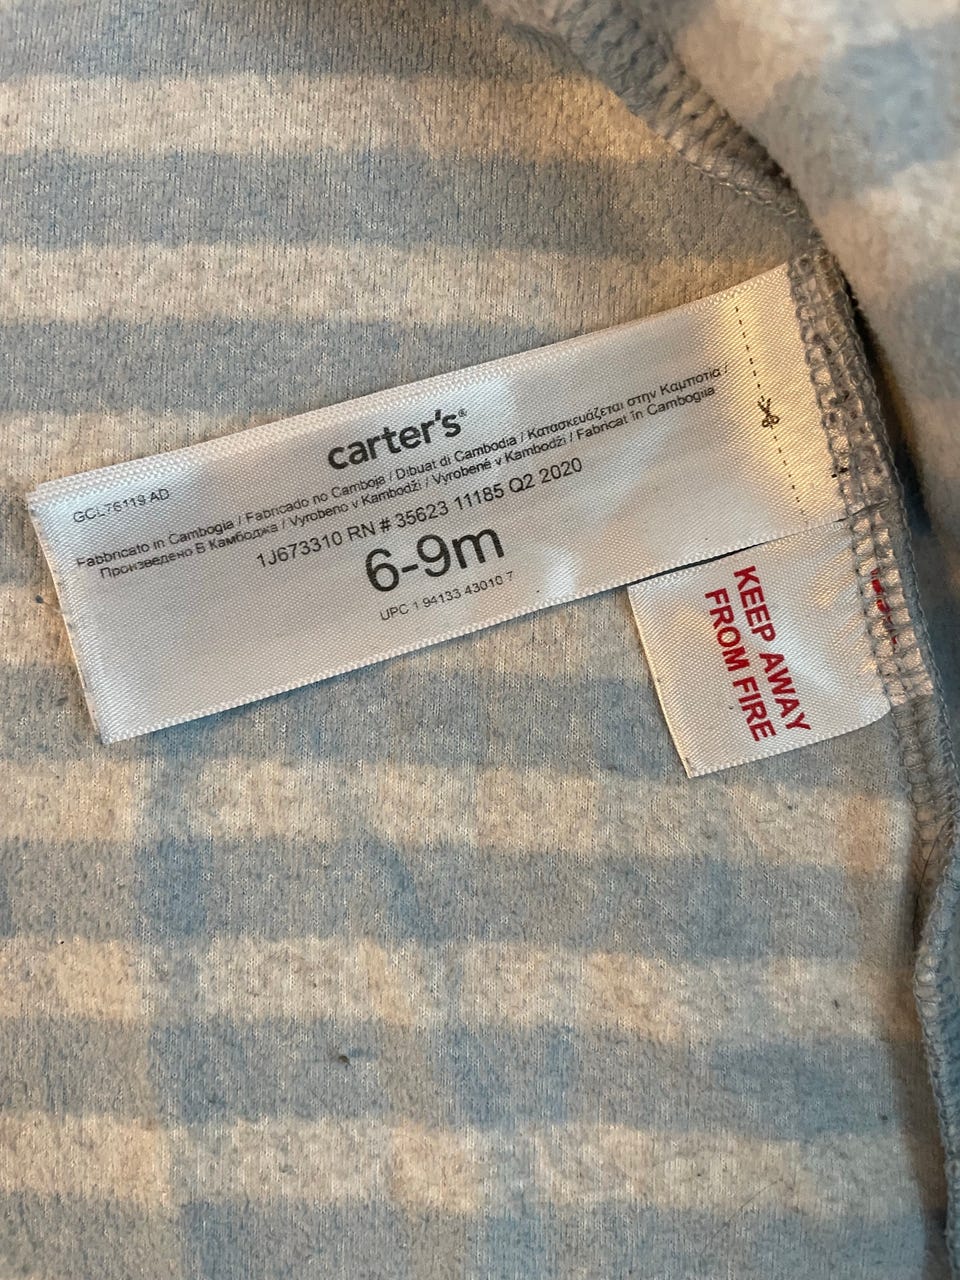 carter's®
GCL76119 AD
Fabbricato in Cambogia / Fabricado no Camboja / Dibuat di Cambodia / Κατασκευάζεται στην Καμποτία /
Произведено В Камбоджа / Vyrobeno v Kambodži / Vyrobené v Kambodži / Fabricat în Cambogia
1J673310 RN # 35623 11185 Q2 2020
6-9m
UPC 1 94133 43010 7
KEEP AWAY
FROM FIRE